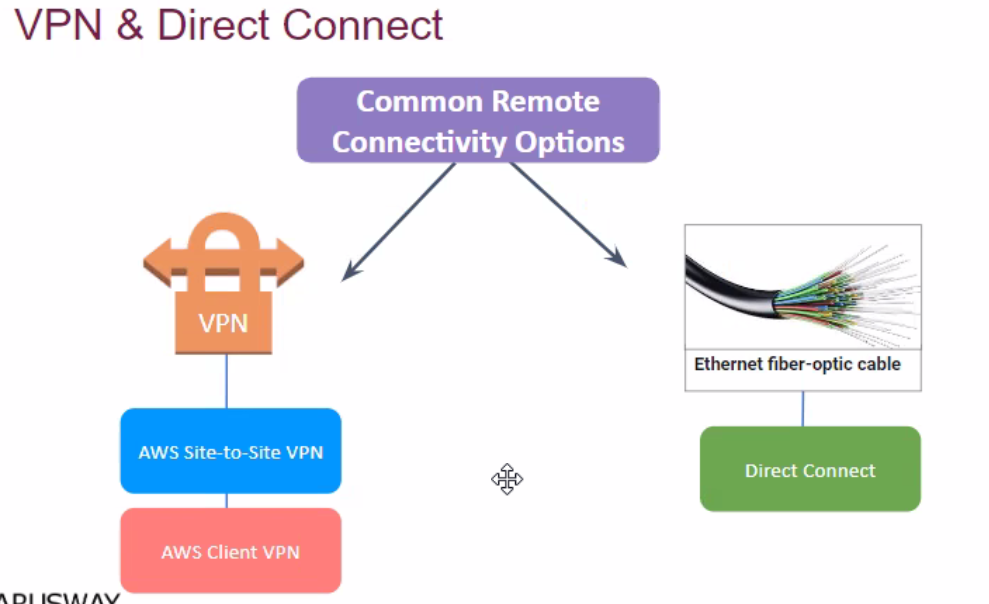 VPN & Direct Connect
Common Remote
Connectivity Options
VPN
Ethernet fiber-optic cable
AWS Site-to-Site VPN
Direct Connect
AWS Client VPN